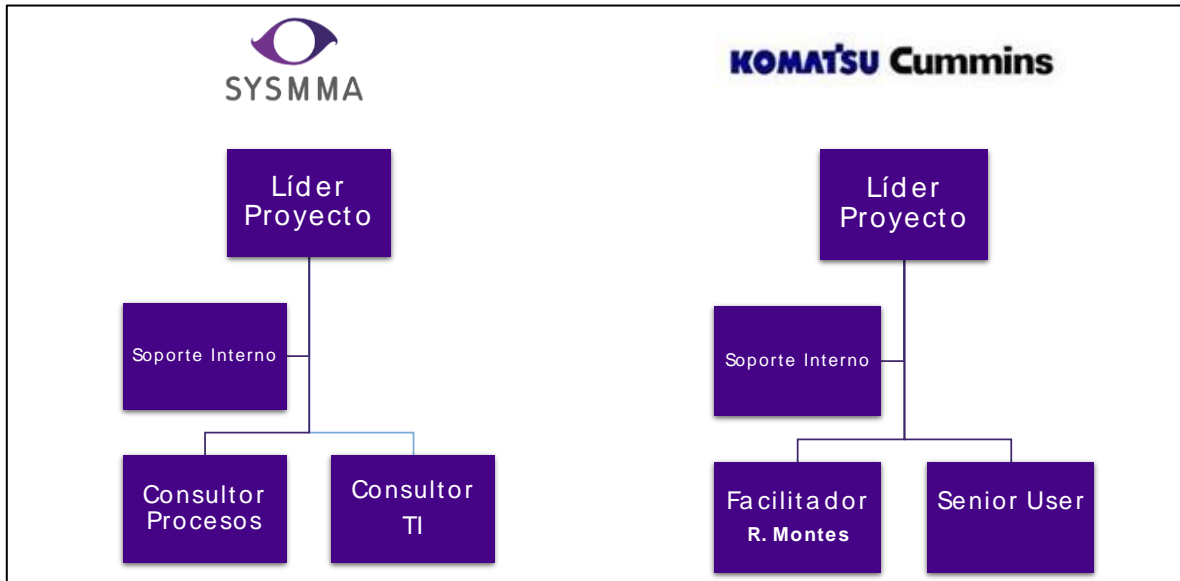 SYSMMA
KOMATSU Cummins
Líder
Proyecto
Soporte Interno
Consultor
Procesos
Consultor
TI
Líder
Proyecto
Soporte Interno
Facilitador
R. Montes
Senior User